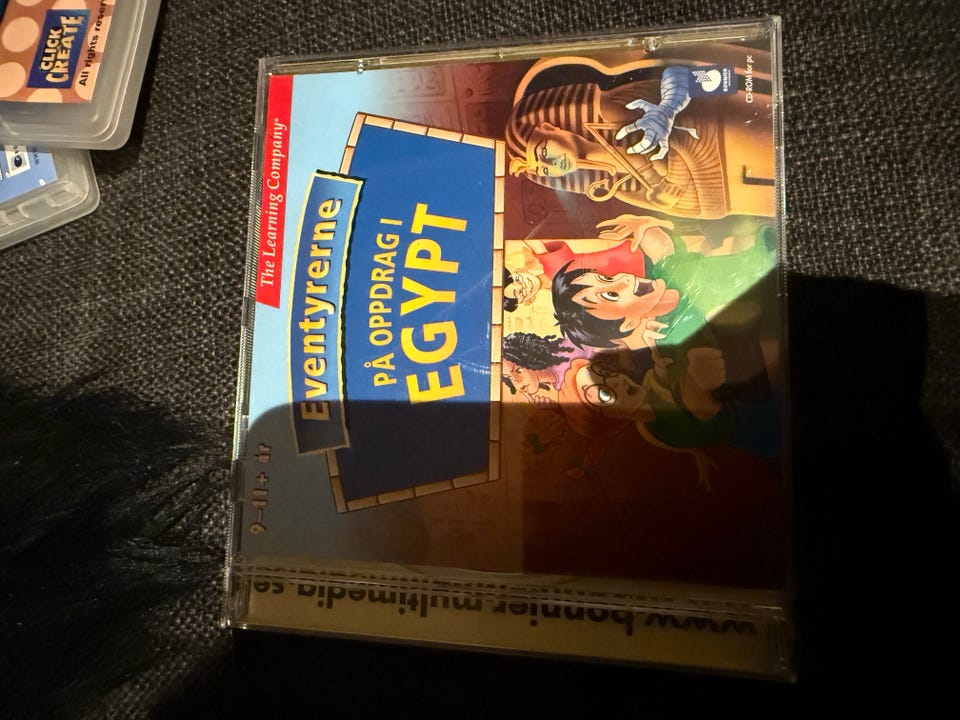 The Learning Company®
Eventyrerne
PÅ OPPDRAG I
EGYPT
9-11+ år
BONNIER
CD-ROM for pc
www.bonnier.multimedia.se
CLICK
CREATE
All rights reser